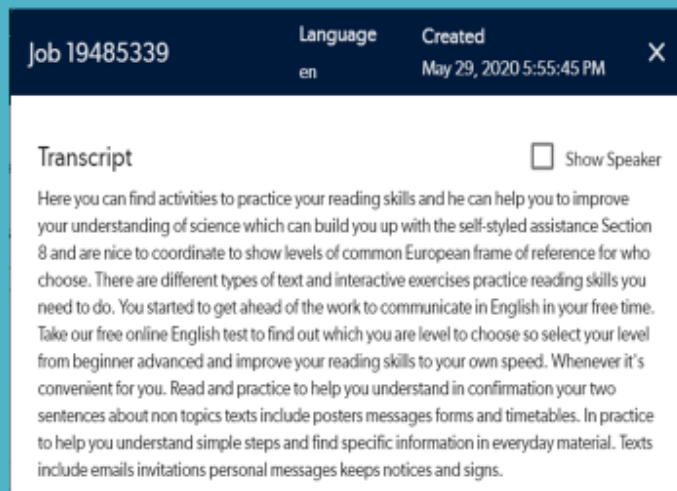 Job 19485339
Language
en
Created
May 29, 2020 5:55:45 PM
X
Transcript
Show Speaker
Here you can find activities to practice your reading skills and he can help you to improve
your understanding of science which can build you up with the self-styled assistance Section
8 and are nice to coordinate to show levels of common European frame of reference for who
choose. There are different types of text and interactive exercises practice reading skills you
need to do. You started to get ahead of the work to communicate in English in your free time.
Take our free online English test to find out which you are level to choose so select your level
from beginner advanced and improve your reading skills to your own speed. Whenever it's
convenient for you. Read and practice to help you understand in confirmation your two
sentences about non topics texts include posters messages forms and timetables. In practice
to help you understand simple steps and find specific information in everyday material. Texts
include emails invitations personal messages keeps notices and signs.